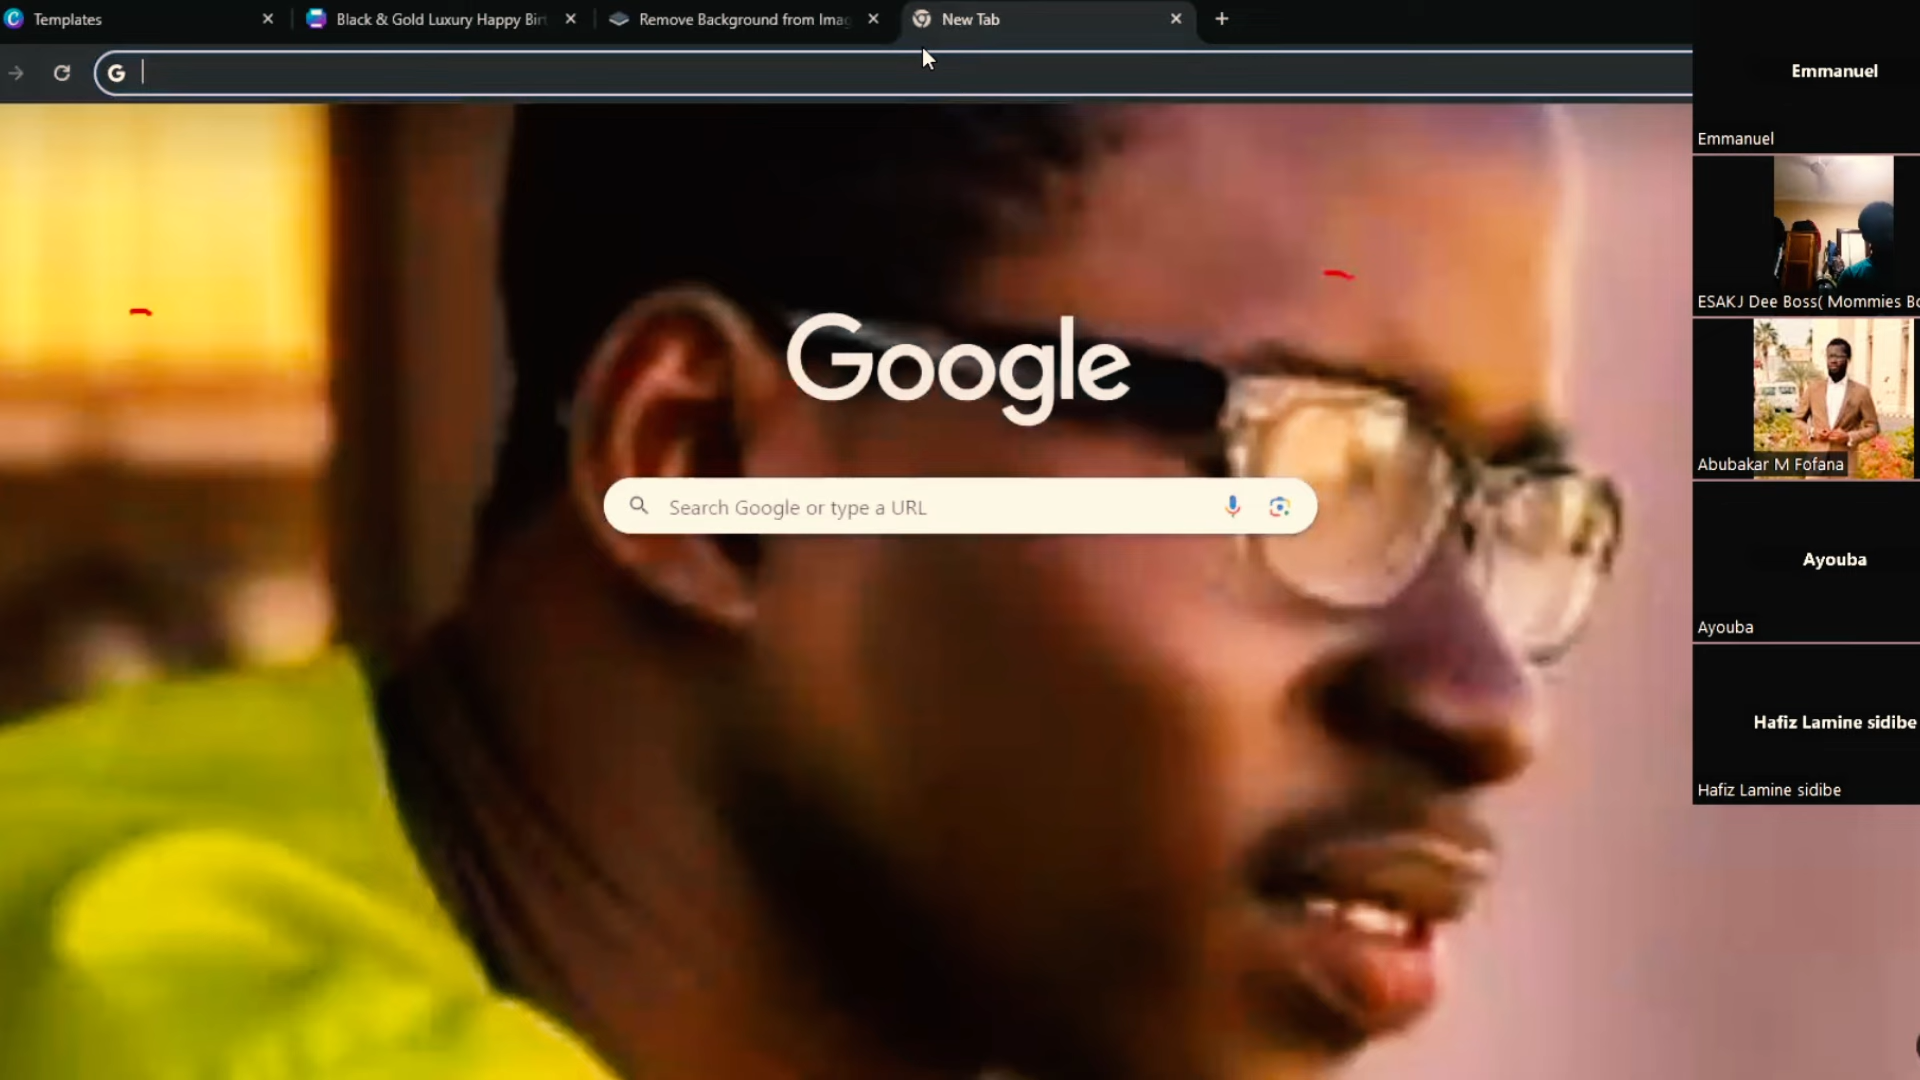 Templates
Black & Gold Luxury Happy Birt
Remove Background from Imag
New Tab
Google
Search Google or type a URL
Emmanuel
Emmanuel
ESAKJ Dee Boss( Mommies Bo
Abubakar M Fofana
Ayouba
Ayouba
Hafiz Lamine sidibe
Hafiz Lamine sidibe